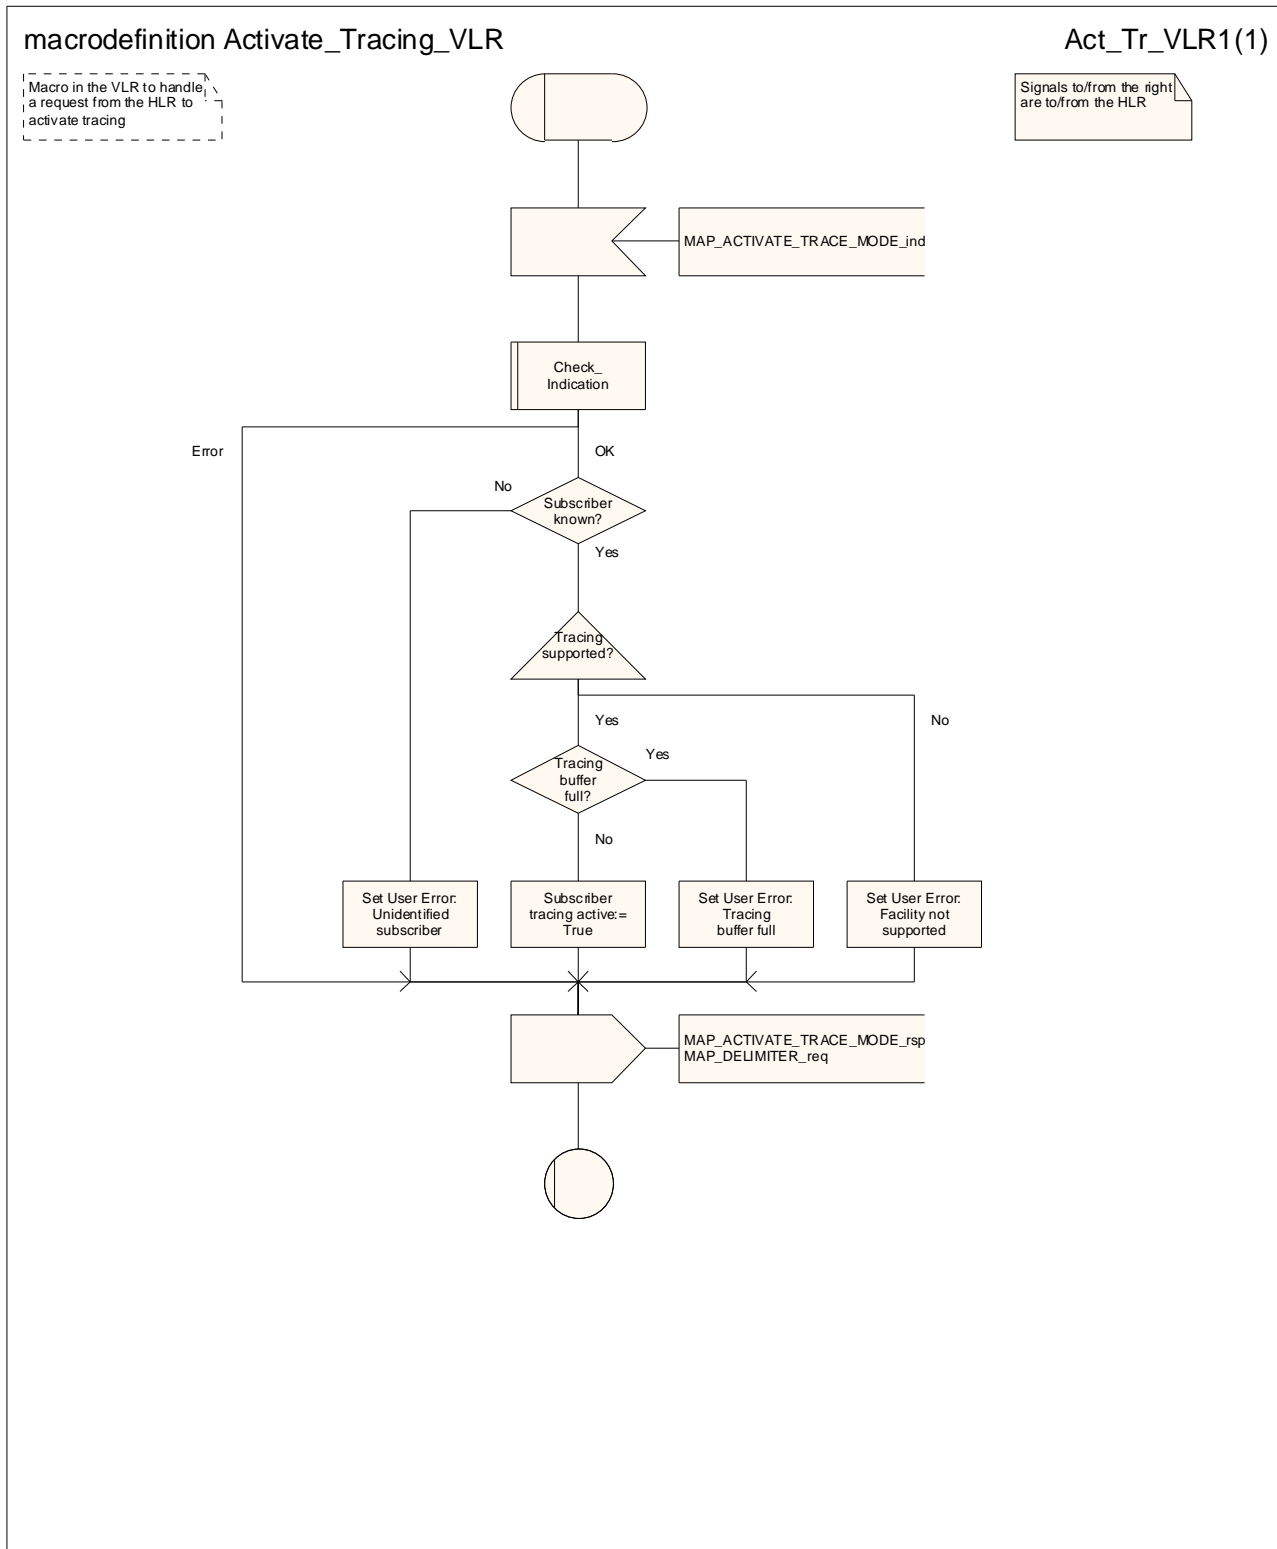 macrodefinition Activate_Tracing_VLR
Act_Tr_VLR1(1)
Macro in the VLR to handle
a request from the HLR to
activate tracing
Signals to/from the right
are to/from the HLR
MAP_ACTIVATE_TRACE_MODE_ind
Check_
Indication
Error
OK
No
Subscriber
known?
Yes
Tracing
supported?
Yes
No
Yes
Tracing
buffer
full?
No
Set User Error:
Unidentified
subscriber
Subscriber
tracing active:=
True
Set User Error:
Tracing
buffer full
Set User Error:
Facility not
supported
MAP_ACTIVATE_TRACE_MODE_rsp
MAP_DELIMITER_req